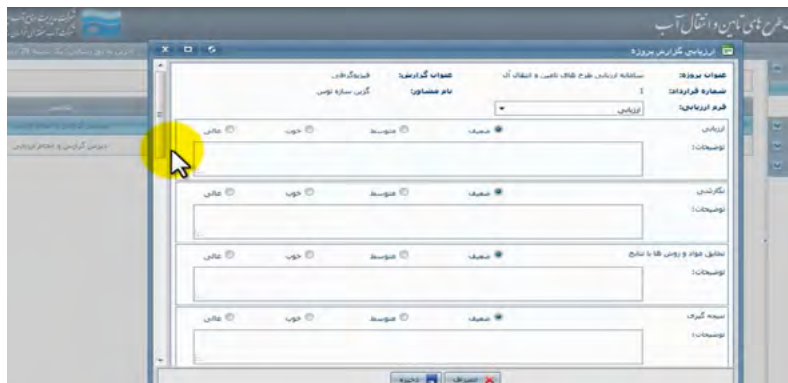 طرح های تامین و انتقال آب
ارزیابی گزارش پروژه
عنوان پروژه: سامانه ارزیابی طرح های تامین و انتقال آن عنوان گزارش: فیزیوگرافی
شماره قرارداد: 1 نام مشاور: گزین سازه توس
فرم ارزیابی: ارزیابی
ارزیابی ضعیف متوسط خوب عالی
توضیحات:
نگارشی ضعیف متوسط خوب عالی
توضیحات:
تطابق مواد و روش ها با نتایج ضعیف متوسط خوب عالی
توضیحات:
نتیجه گیری ضعیف متوسط خوب عالی
توضیحات:
انصراف ذخیره